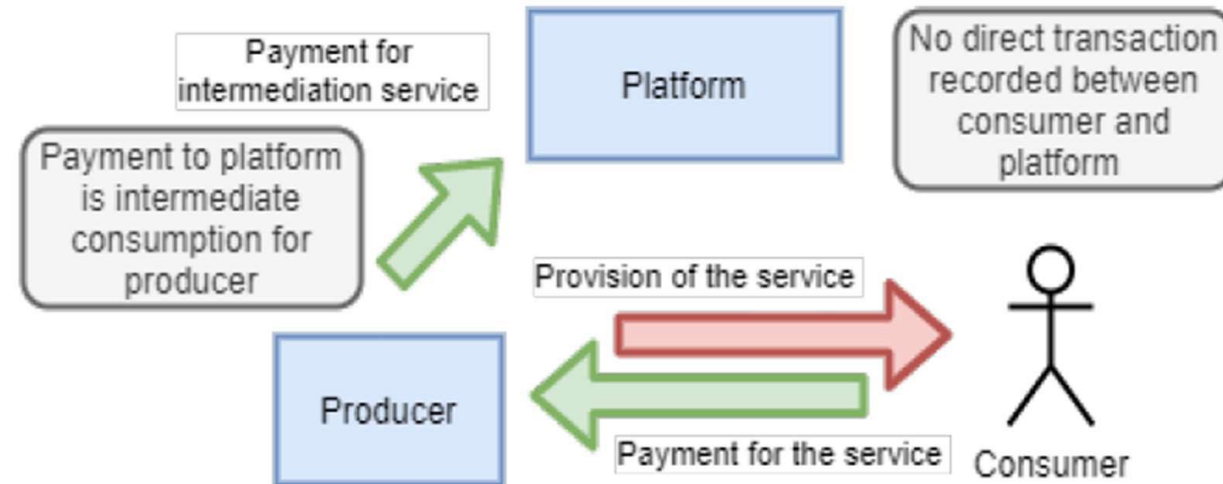 Payment for
intermediation service
Platform
No direct transaction
recorded between
consumer and
platform
Payment to platform
is intermediate
consumption for
producer
Provision of the service
Producer
Payment for the service
Consumer